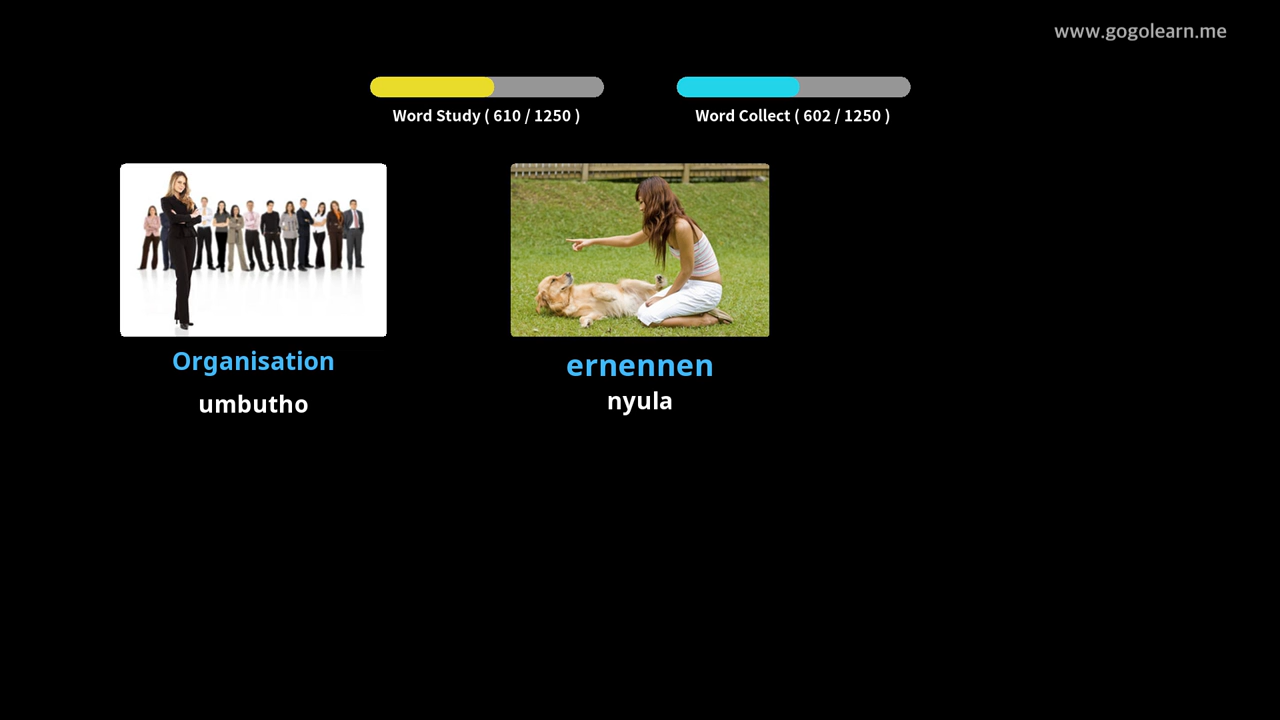 www.gogolearn.me
Word Study ( 610 / 1250 )
Word Collect ( 602 / 1250 )
Organisation
umbutho
ernennen
nyula